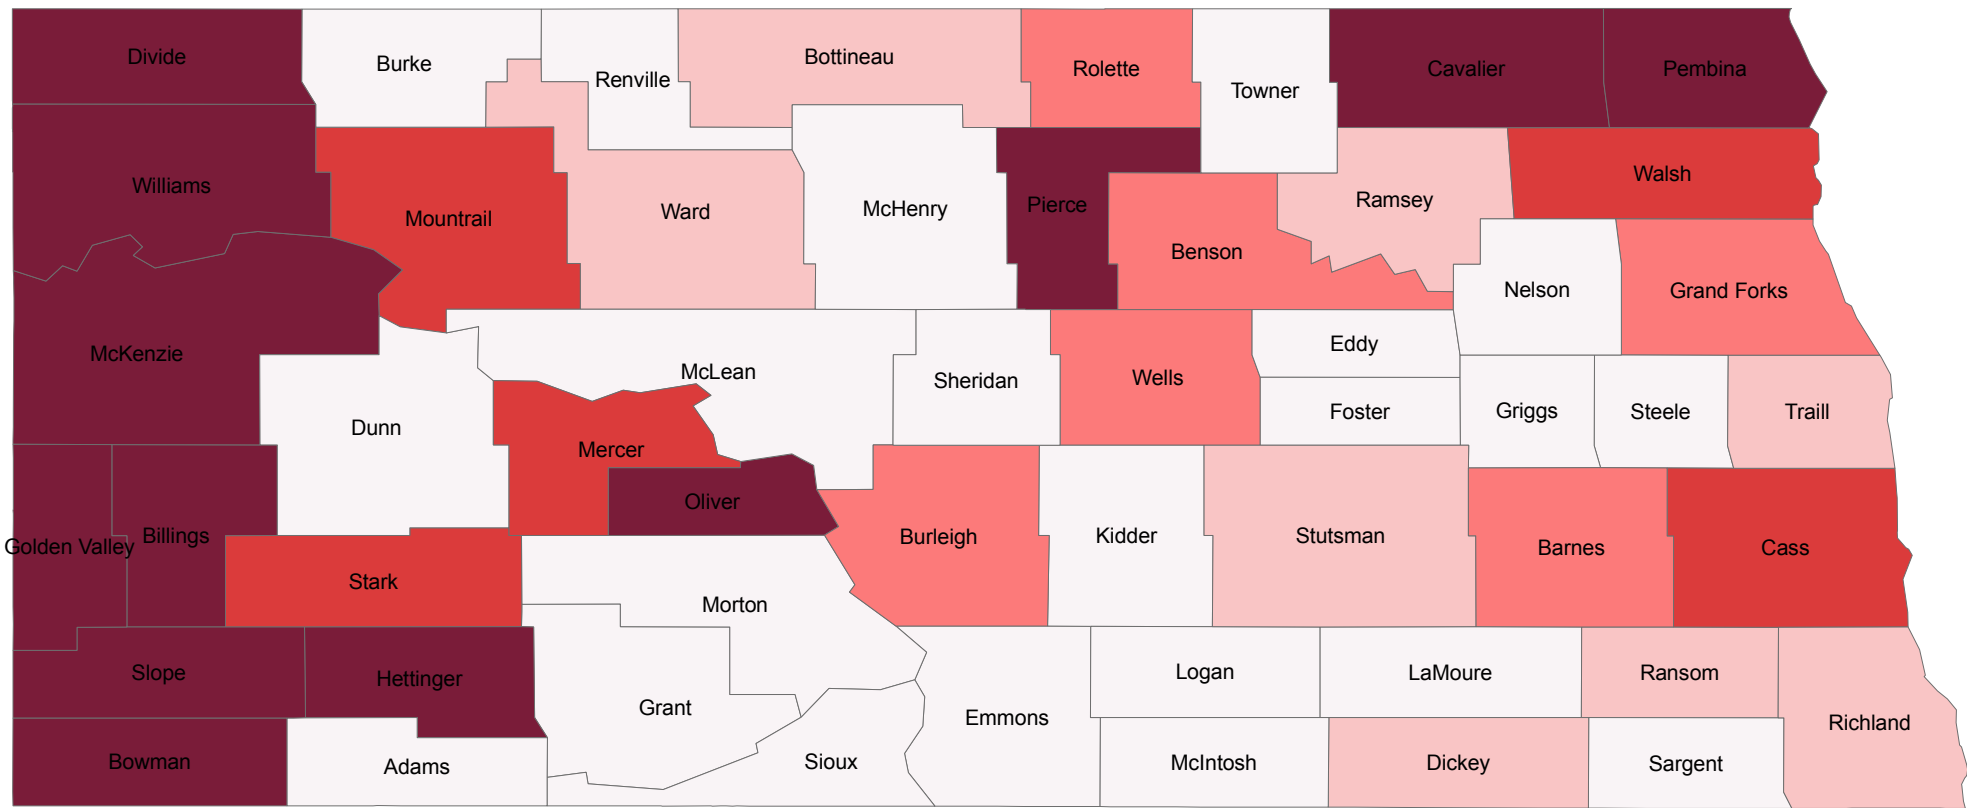 Divide
Burke
Renville
Bottineau
Rolette
Towner
Cavalier
Pembina
Williams
Mountrail
Ward
McHenry
Pierce
Benson
Ramsey
Walsh
Nelson
Grand Forks
McKenzie
Dunn
McLean
Sheridan
Wells
Eddy
Foster
Griggs
Steele
Traill
Mercer
Oliver
Golden Valley
Billings
Stark
Morton
Burleigh
Kidder
Stutsman
Barnes
Cass
Slope
Hettinger
Grant
Emmons
Logan
LaMoure
Ransom
Richland
Bowman
Adams
Sioux
McIntosh
Dickey
Sargent